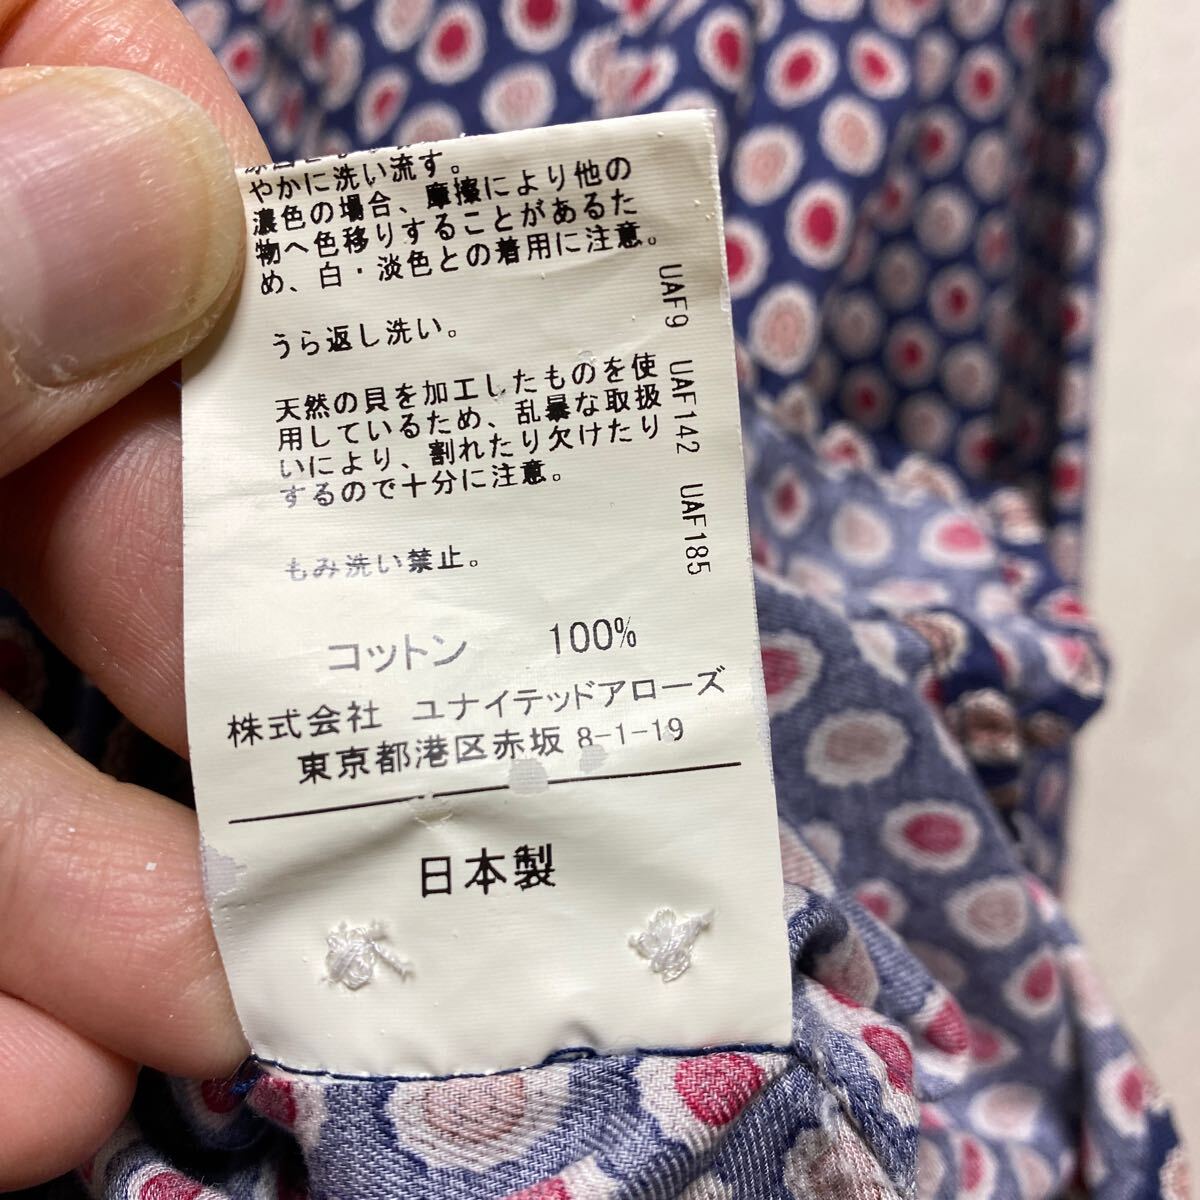 やかに洗い流す。
濃色の場合、摩擦により他の
物へ色移りすることがあるた
め、白・淡色との着用に注意。
うら返し洗い。
天然の貝を加工したものを使
用しているため、乱暴な取扱
いにより、割れたり欠けたり
するので十分に注意。
もみ洗い禁止。
UAF9 UAF142 UAF185
コットン 100%
株式会社 ユナイテッドアローズ
東京都港区赤坂 8-1-19
日本製